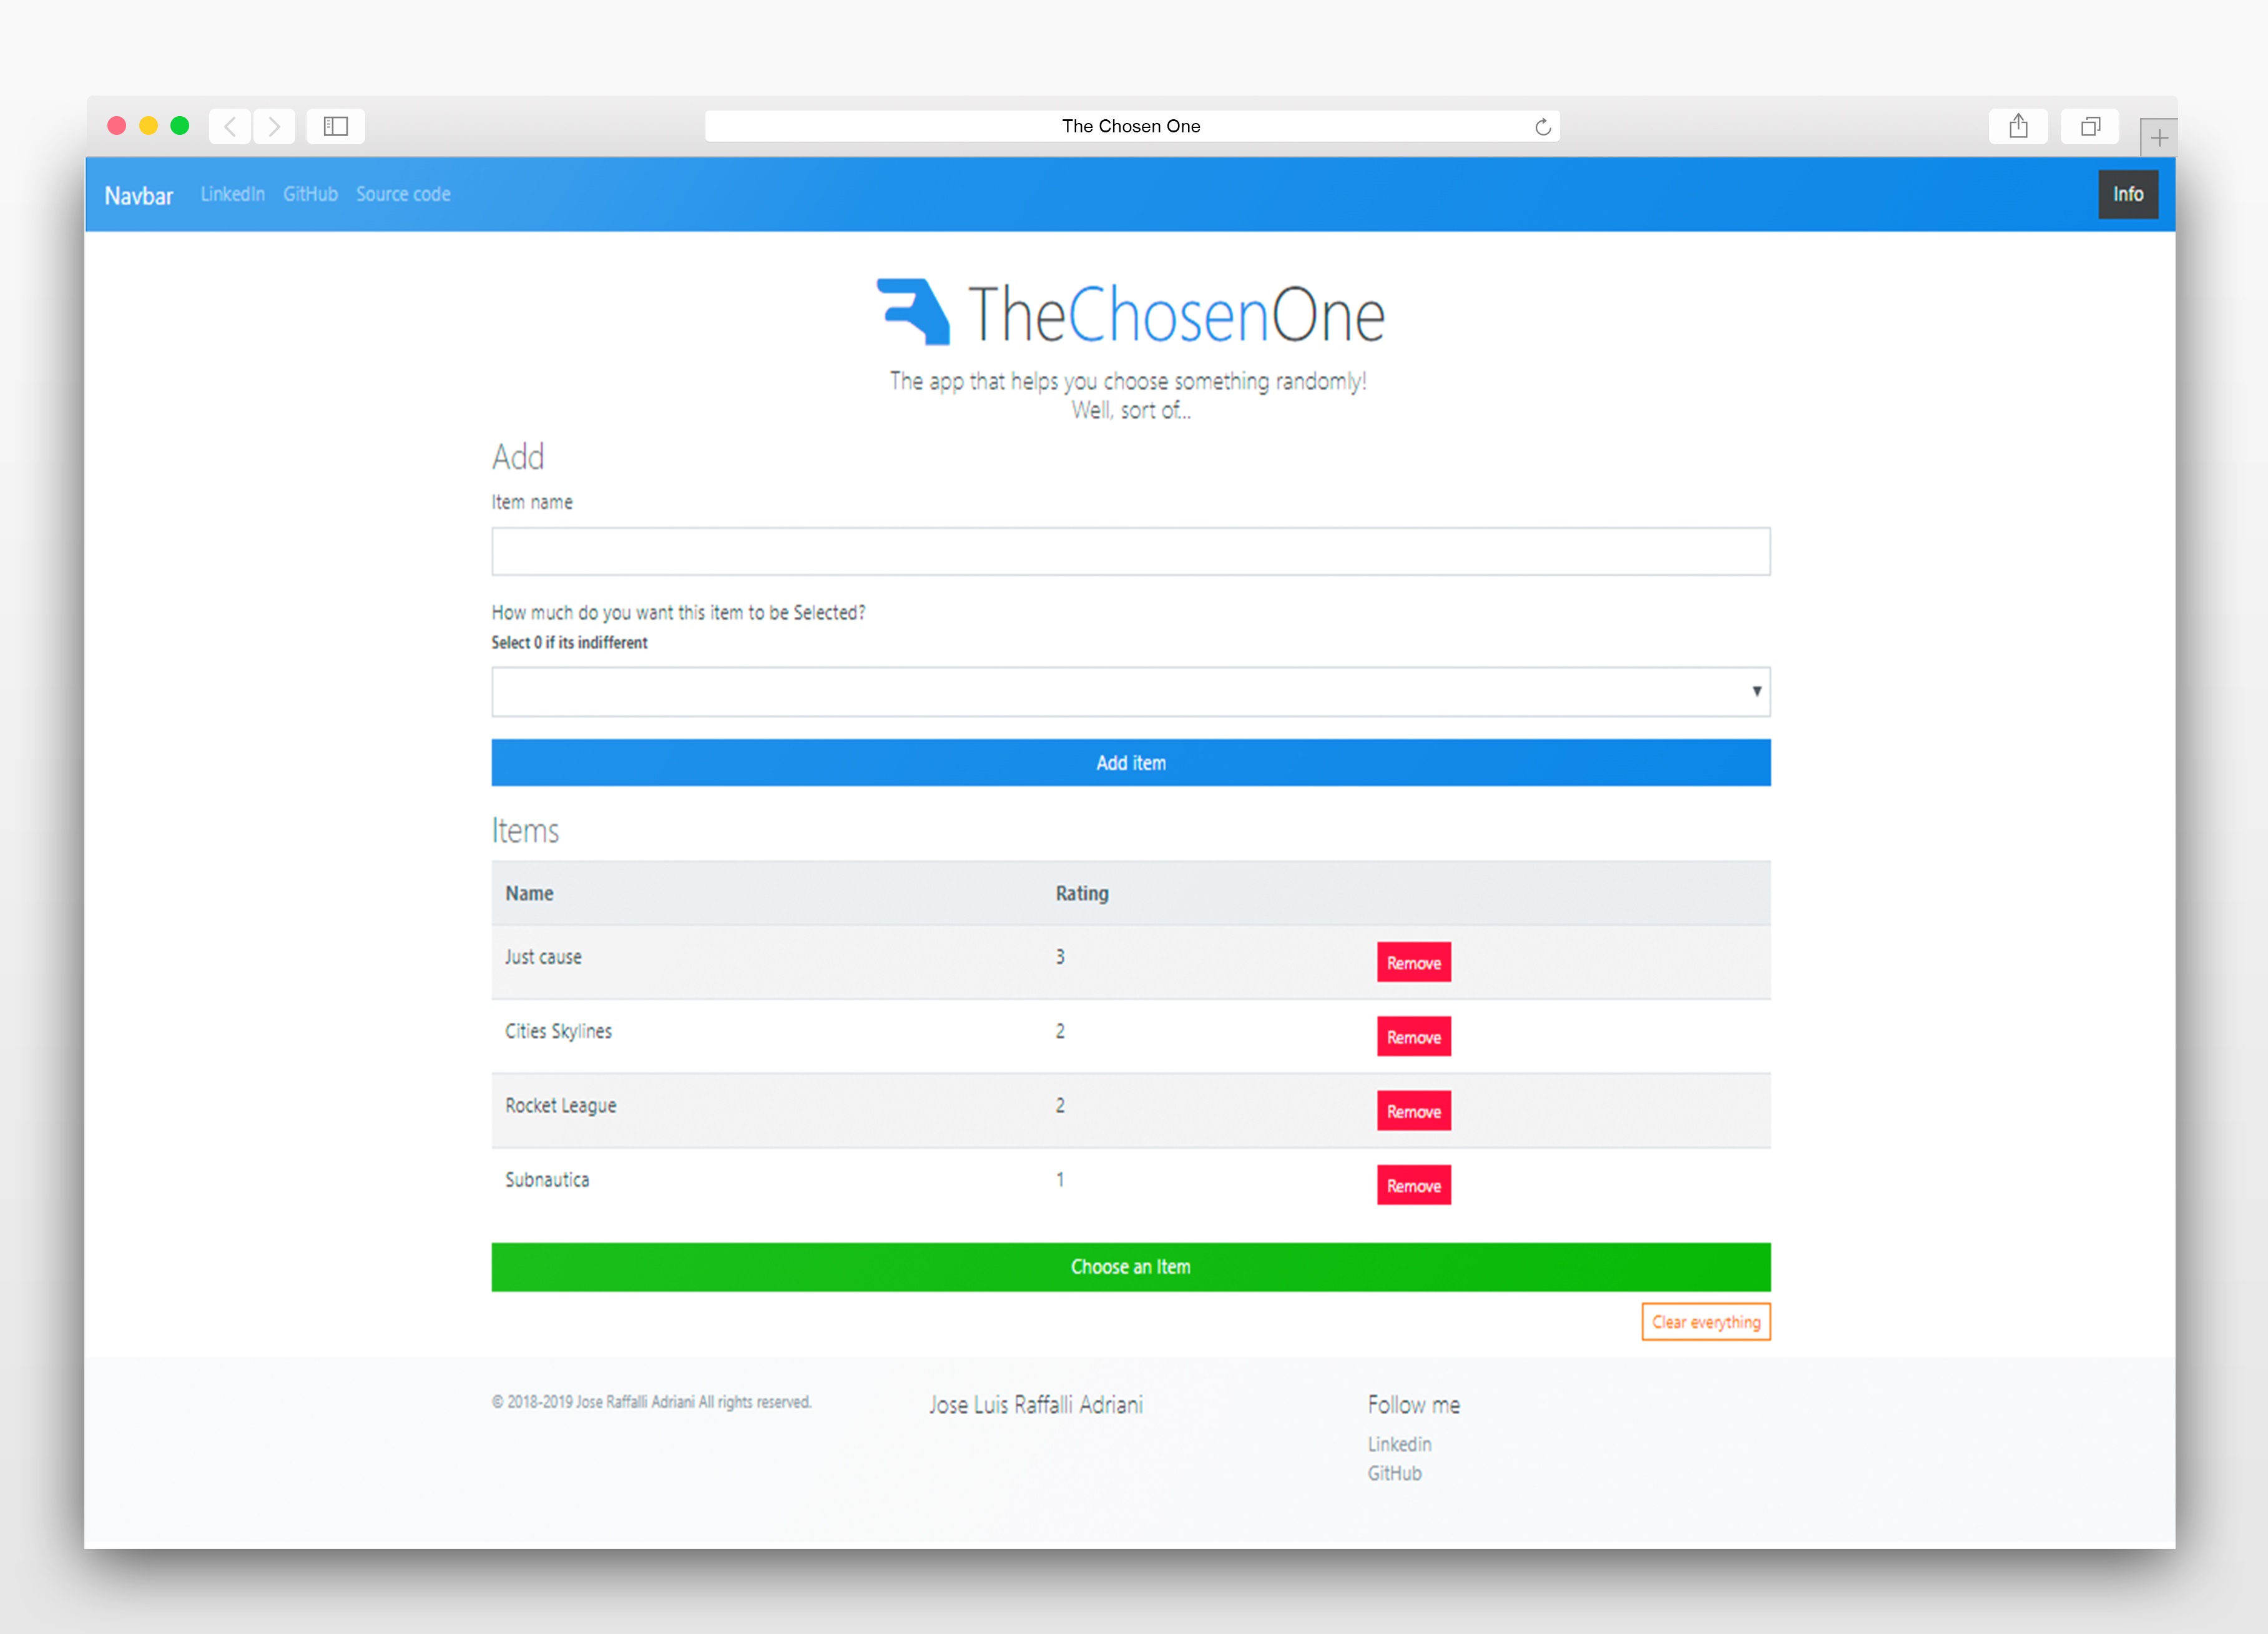 The Chosen One
Navbar LinkedIn GitHub Source code Info
TheChosenOne
The app that helps you choose something randomly!
Well, sort of...
Add
Item name
How much do you want this item to be Selected?
Select 0 if its indifferent
Add item
Items
Name Rating
Just cause 3 Remove
Cities Skylines 2 Remove
Rocket League 2 Remove
Subnautica 1 Remove
Choose an Item
Clear everything
© 2018-2019 Jose Raffalli Adriani All rights reserved.
Jose Luis Raffalli Adriani
Follow me
Linkedin
GitHub